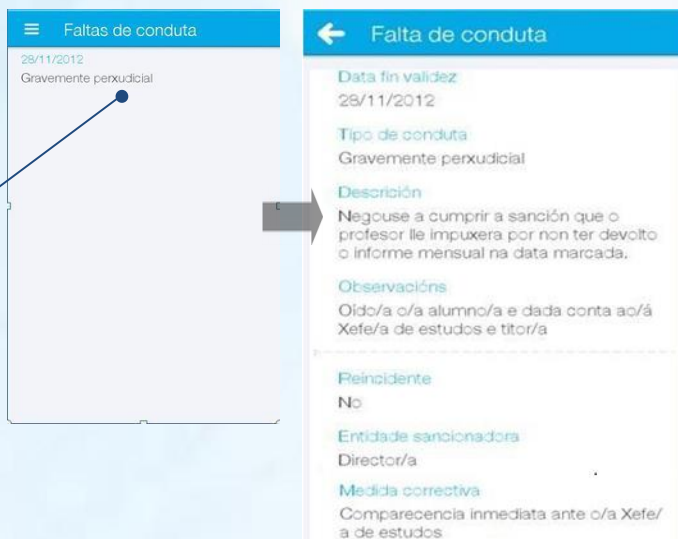 Faltas de conduta
28/11/2012
Gravemente perxudicial
Falta de conduta
Data fin validez
28/11/2012
Tipo de conduta
Gravemente perxudicial
Descrición
Negouse a cumprir a sanción que o
profesor lle impuxera por non ter devolto
o informe mensual na data marcada.
Observacións
Oído/a o/a alumno/a e dada conta ao/á
Xefe/a de estudos e titor/a
Reincidente
No
Entidade sancionadora
Director/a
Medida correctiva
Comparecencia inmediata ante o/a Xefe/
a de estudos